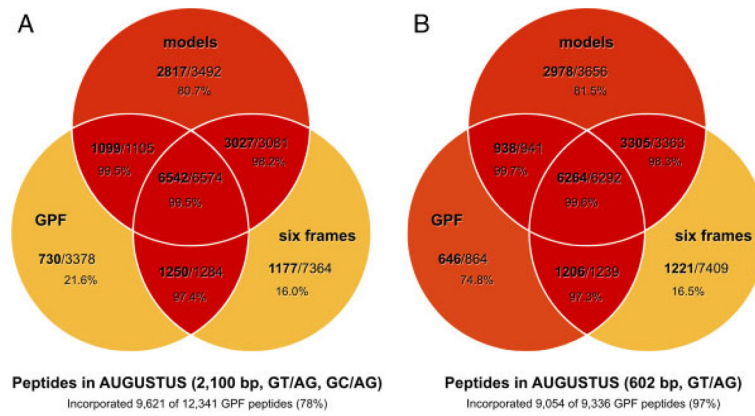 A
models
2817/3492
80.7%
1099/1105
99.5%
3027/3081
98.2%
6542/6574
99.5%
GPF
730/3378
21.6%
six frames
1177/7364
16.0%
1250/1284
97.4%
Peptides in AUGUSTUS (2,100 bp, GT/AG, GC/AG)
Incorporated 9,621 of 12,341 GPF peptides (78%)
B
models
2978/3656
81.5%
938/941
99.7%
3305/3363
98.3%
6264/6292
99.6%
GPF
646/864
74.8%
six frames
1221/7409
16.5%
1206/1239
97.3%
Peptides in AUGUSTUS (602 bp, GT/AG)
Incorporated 9,054 of 9,336 GPF peptides (97%)